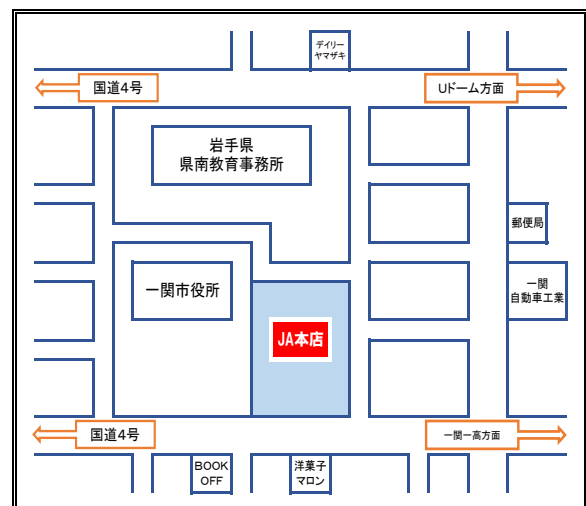 デイリー
ヤマザキ
国道4号
Uドーム方面
岩手県
県南教育事務所
郵便局
一関市役所
一関
自動車工業
JA本店
国道4号
一関一高方面
BOOK
OFF
洋菓子
マロン